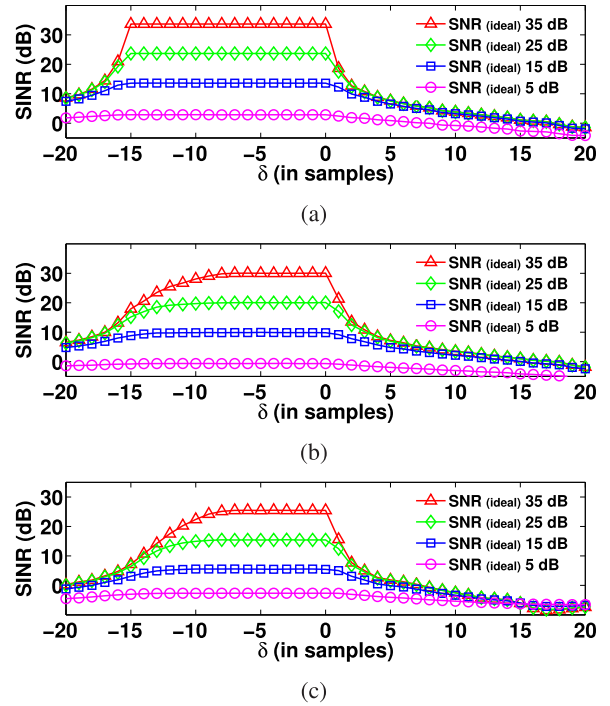 SINR (dB)
30
20
10
0
SNR (ideal) 35 dB
SNR (ideal) 25 dB
SNR (ideal) 15 dB
SNR (ideal) 5 dB
−20 −15 −10 −5 0 5 10 15 20
δ (in samples)
(a)
SINR (dB)
30
20
10
0
SNR (ideal) 35 dB
SNR (ideal) 25 dB
SNR (ideal) 15 dB
SNR (ideal) 5 dB
−20 −15 −10 −5 0 5 10 15 20
δ (in samples)
(b)
SINR (dB)
30
20
10
0
SNR (ideal) 35 dB
SNR (ideal) 25 dB
SNR (ideal) 15 dB
SNR (ideal) 5 dB
−20 −15 −10 −5 0 5 10 15 20
δ (in samples)
(c)